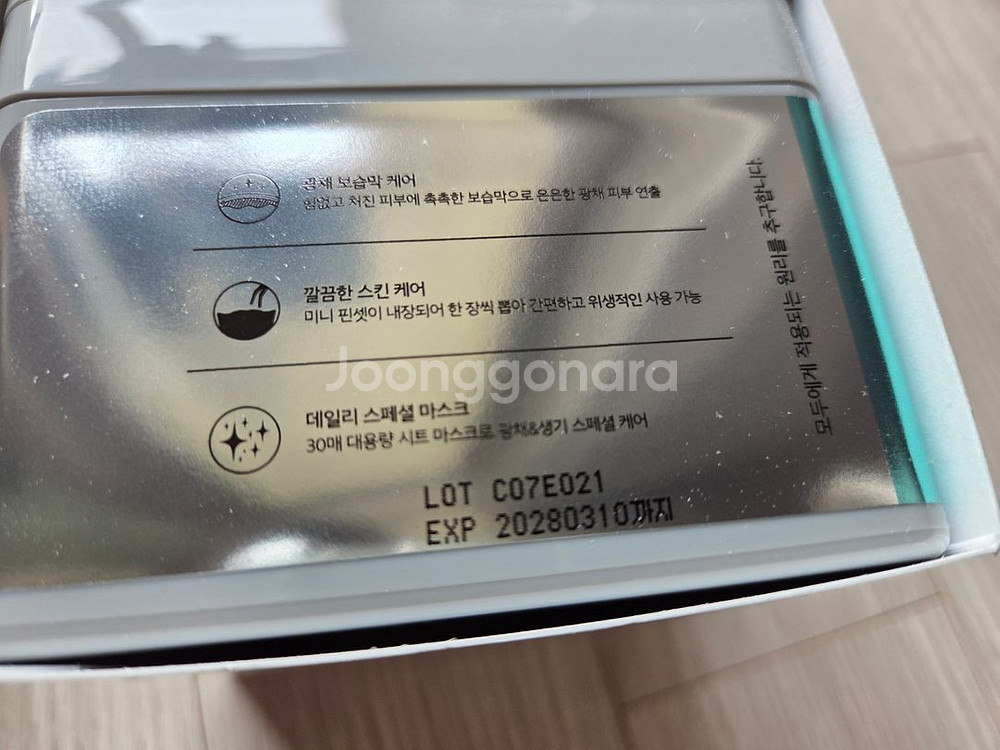 광채 보습막 케어
힘없고 처진 피부에 촉촉한 보습막으로 은은한 광채 피부 연출
깔끔한 스킨 케어
미니 핀셋이 내장되어 한 장씩 뽑아 간편하고 위생적인 사용 가능
Joonggonara
데일리 스페셜 마스크
30매 대용량 시트 마스크로 광채&생기 스페셜 케어
LOT C07E021
EXP 20280310까지
모두에게 적용되는 원리를 추구합니다.